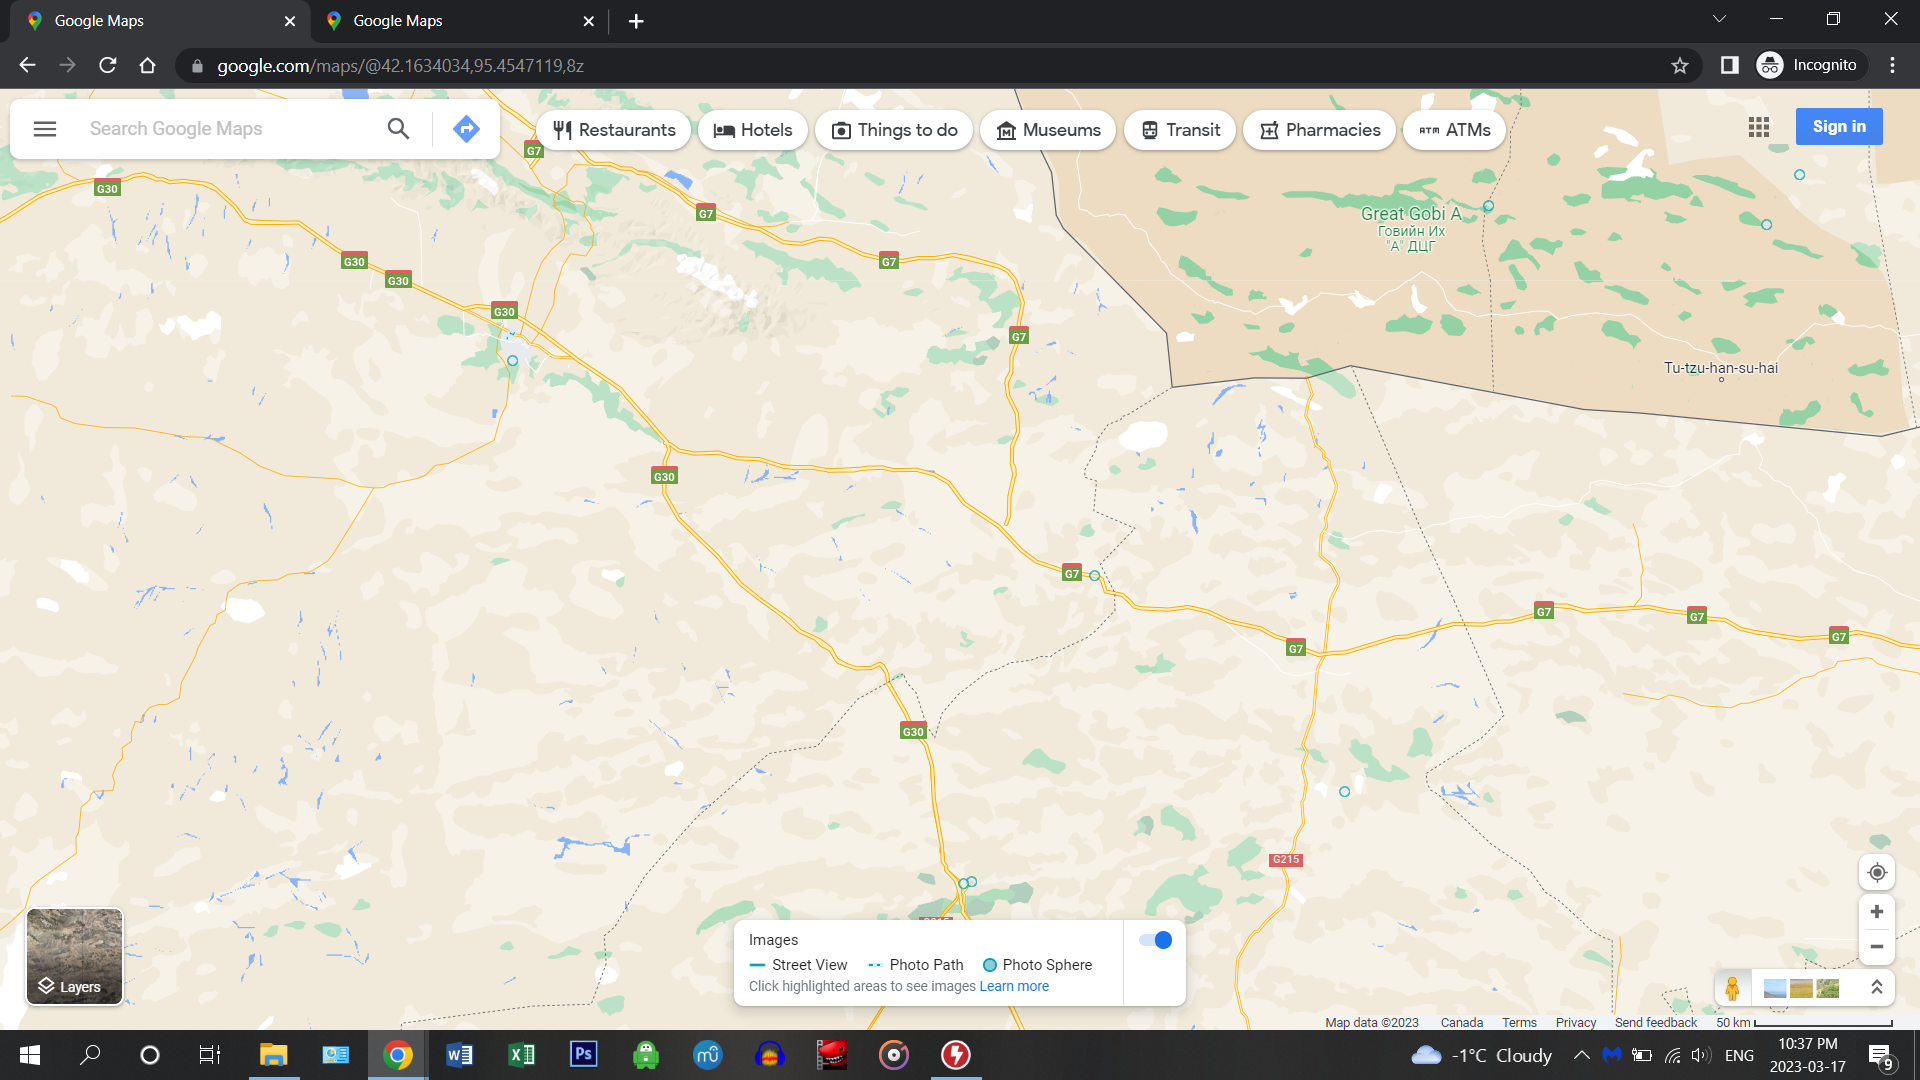 Google Maps
Google Maps
google.com/maps/@42.1634034,95.4547119,8z
Incognito
Search Google Maps
Restaurants
Hotels
Things to do
Museums
Transit
Pharmacies
ATM ATMs
Sign in
G7
G30
G7
Great Gobi A
Говийн Их
"А" ДЦГ
G30
G7
G30
G30
G7
Tu-tzu-han-su-hai
G30
G7
G7
G7
G7
G7
G30
G215
Images
Street View
Photo Path
Photo Sphere
Click highlighted areas to see images Learn more
Layers
Map data ©2023
Canada
Terms
Privacy
Send feedback
50 km
-1°C Cloudy
ENG
10:37 PM
2023-03-17
9